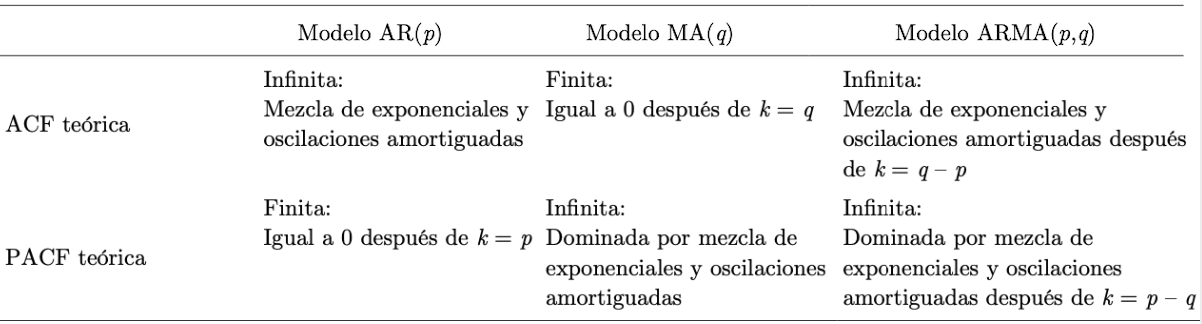 Modelo AR(p) Modelo MA(q) Modelo ARMA(p,q)
ACF teórica
Infinita:
Mezcla de exponenciales y
oscilaciones amortiguadas
Finita:
Igual a 0 después de k = q
Infinita:
Mezcla de exponenciales y
oscilaciones amortiguadas después
de k = q – p
PACF teórica
Finita:
Igual a 0 después de k = p
Infinita:
Dominada por mezcla de
exponenciales y oscilaciones
amortiguadas
Infinita:
Dominada por mezcla de
exponenciales y oscilaciones
amortiguadas después de k = p – q